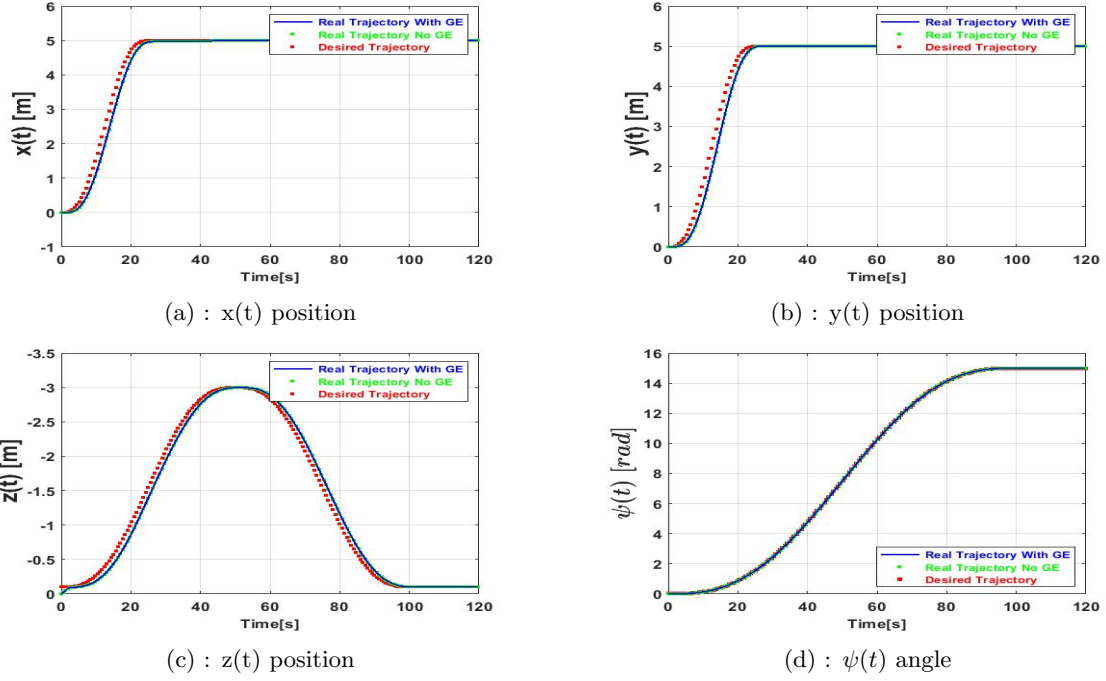 6
5
4
3
2
1
0
-1
x(t) [m]
Real Trajectory With GE
Real Trajectory No GE
Desired Trajectory
0 20 40 60 80 100 120
Time[s]
(a) : x(t) position
6
5
4
3
2
1
0
y(t) [m]
Real Trajectory With GE
Real Trajectory No GE
Desired Trajectory
0 20 40 60 80 100 120
Time[s]
(b) : y(t) position
-3.5
-3
-2.5
-2
-1.5
-1
-0.5
0
z(t) [m]
Real Trajectory With GE
Real Trajectory No GE
Desired Trajectory
0 20 40 60 80 100 120
Time[s]
(c) : z(t) position
16
14
12
10
8
6
4
2
0
ψ(t) [rad]
Real Trajectory With GE
Real Trajectory No GE
Desired Trajectory
0 20 40 60 80 100 120
Time[s]
(d) : ψ(t) angle